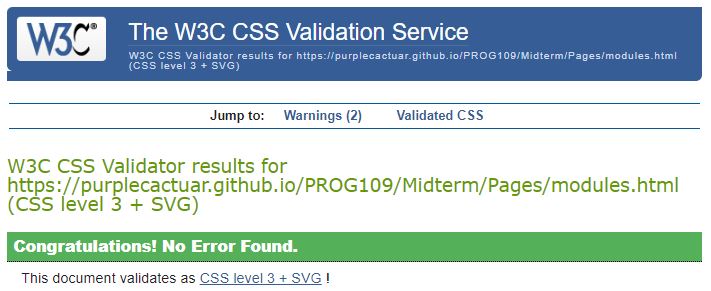 W3C®
The W3C CSS Validation Service
W3C CSS Validator results for https://purplecactuar.github.io/PROG109/Midterm/Pages/modules.html
(CSS level 3 + SVG)
Jump to: Warnings (2) Validated CSS
W3C CSS Validator results for
https://purplecactuar.github.io/PROG109/Midterm/Pages/modules.html
(CSS level 3 + SVG)
Congratulations! No Error Found.
This document validates as CSS level 3 + SVG !